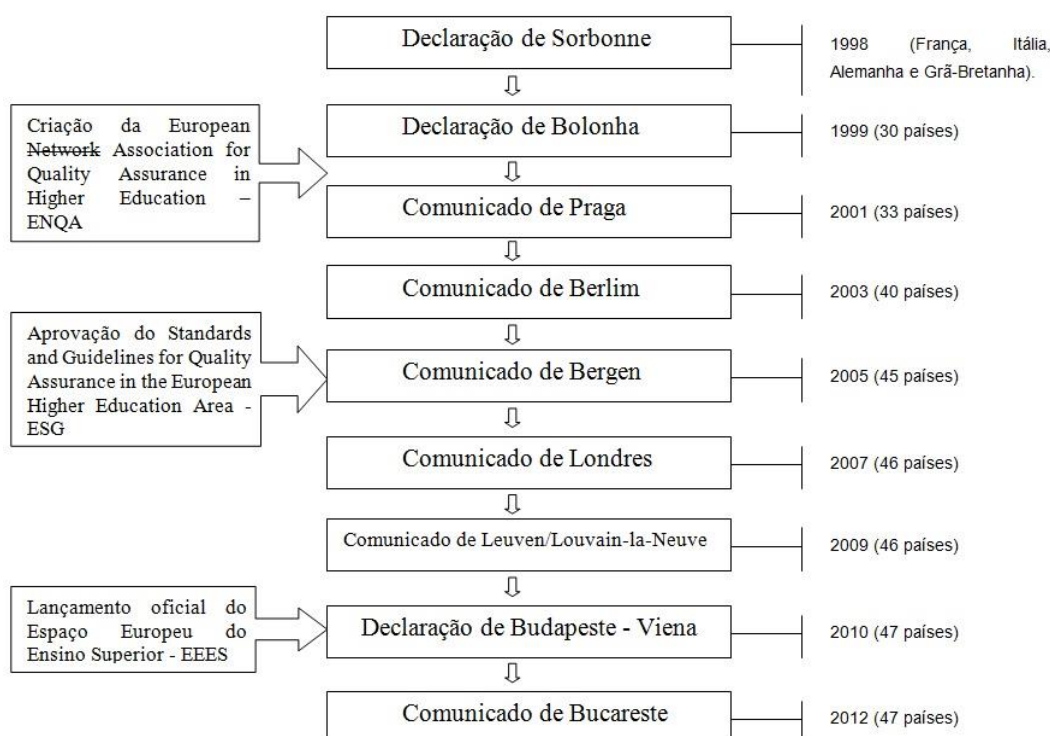 Declaração de Sorbonne
1998 (França, Itália,
Alemanha e Grã-Bretanha).
Criação da European
Network Association for
Quality Assurance in
Higher Education –
ENQA
Declaração de Bolonha
1999 (30 países)
Comunicado de Praga
2001 (33 países)
Comunicado de Berlim
2003 (40 países)
Aprovação do Standards
and Guidelines for Quality
Assurance in the European
Higher Education Area -
ESG
Comunicado de Bergen
2005 (45 países)
Comunicado de Londres
2007 (46 países)
Comunicado de Leuven/Louvain-la-Neuve
2009 (46 países)
Lançamento oficial do
Espaço Europeu do
Ensino Superior - EEES
Declaração de Budapeste - Viena
2010 (47 países)
Comunicado de Bucareste
2012 (47 países)